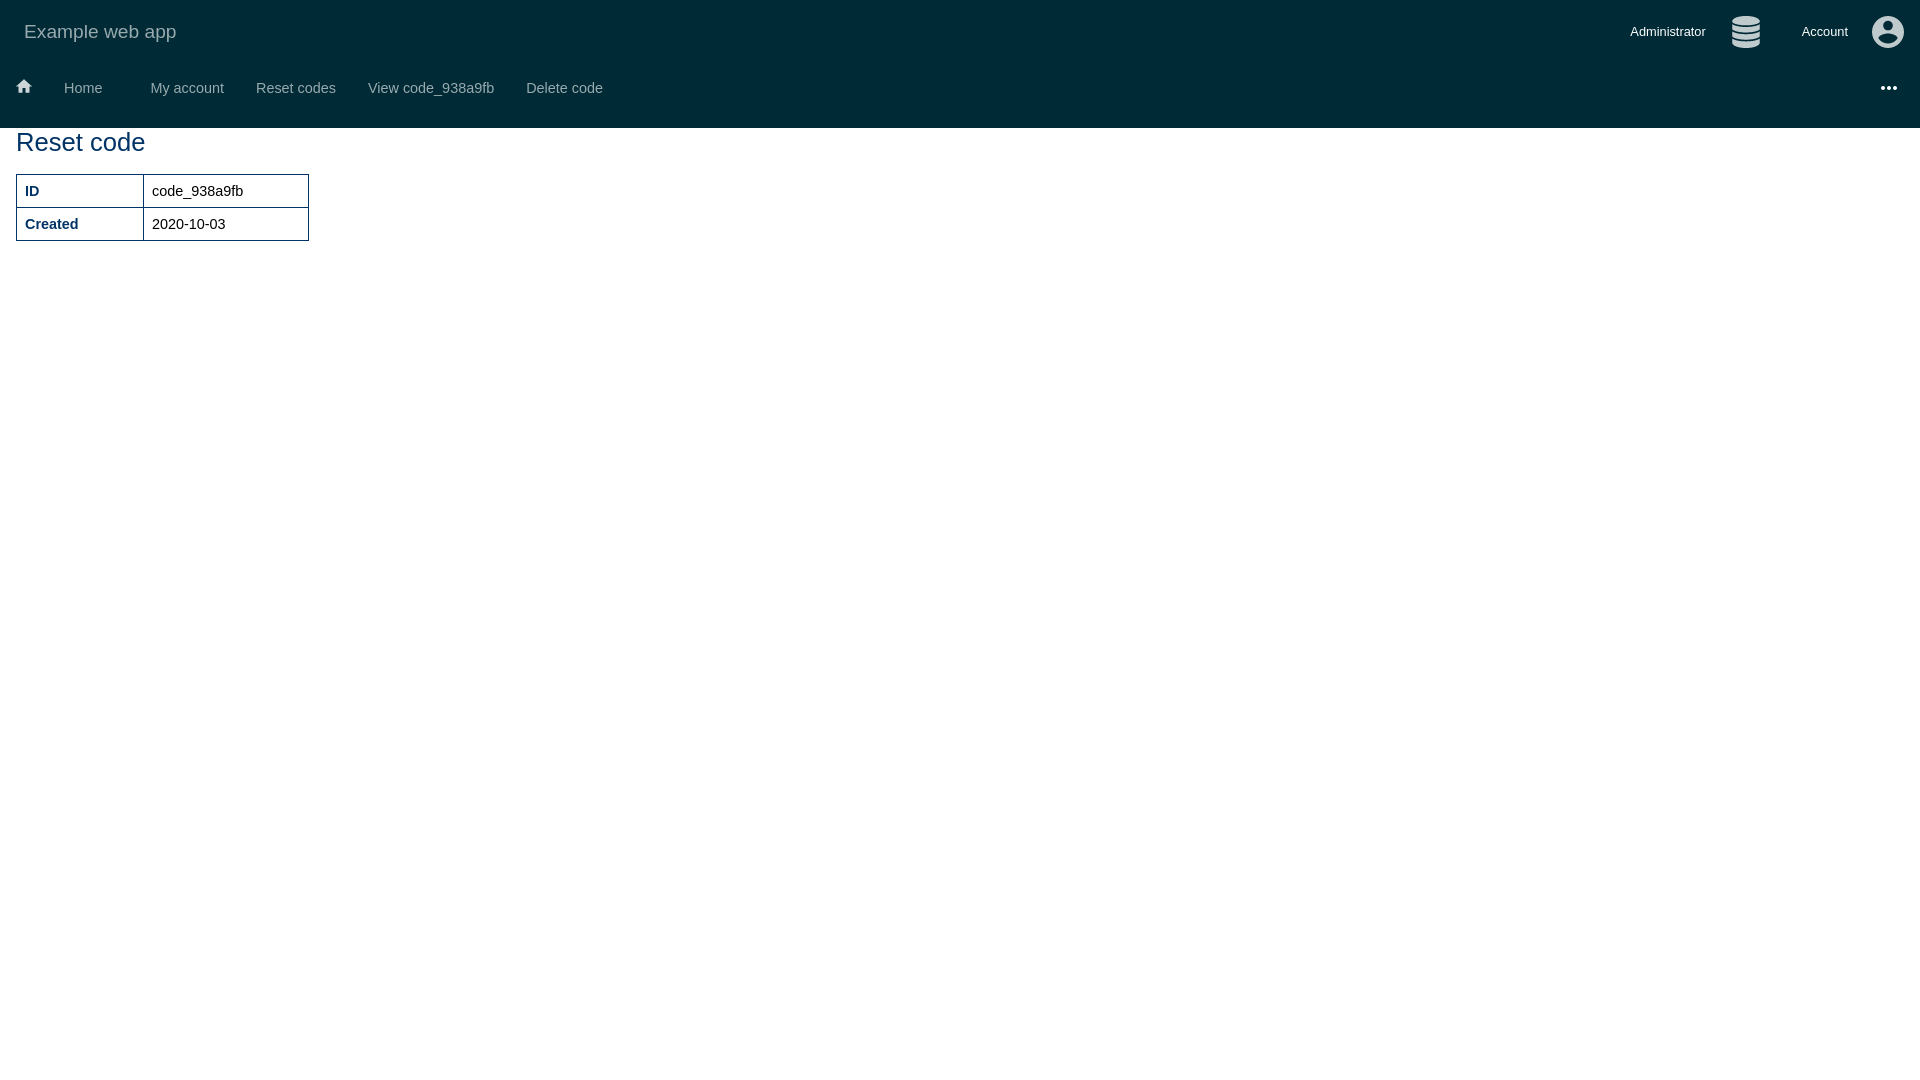 Example web app
Administrator
Account
Home
My account
Reset codes
View code_938a9fb
Delete code
Reset code
ID code_938a9fb
Created 2020-10-03